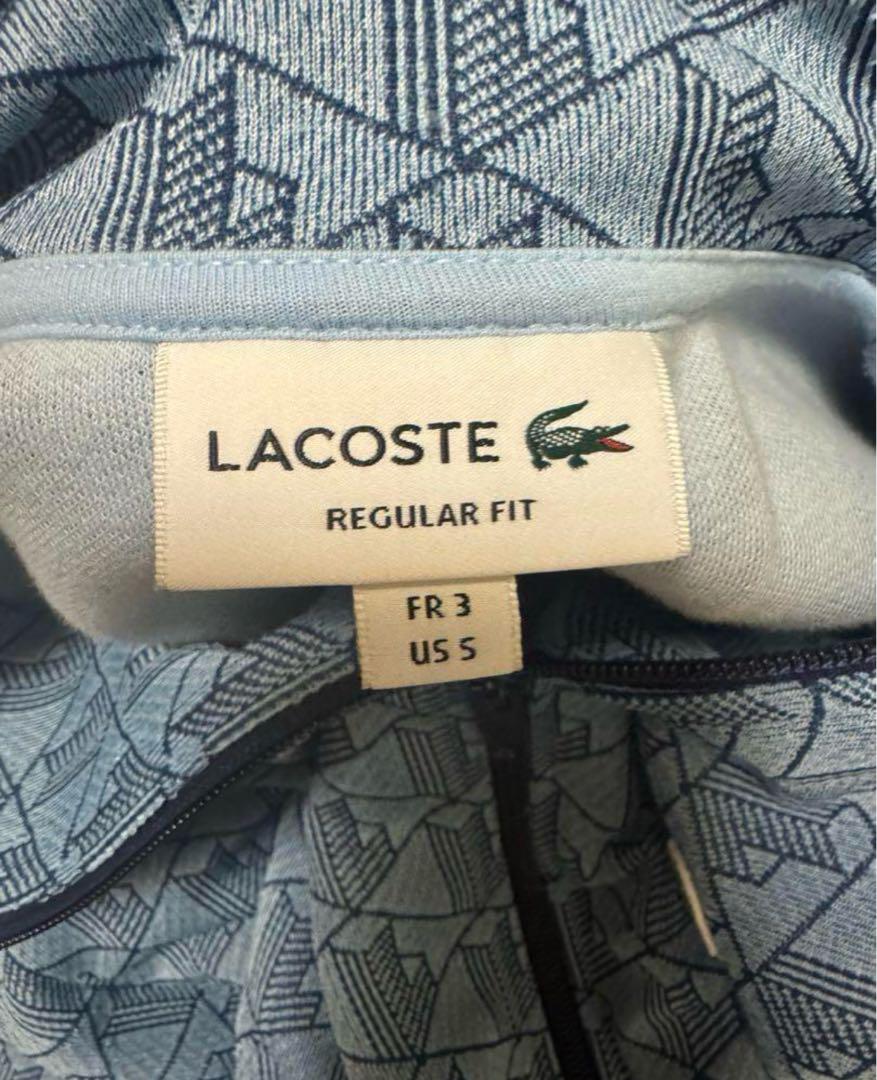 LACOSTE
REGULAR FIT
FR 3
US S